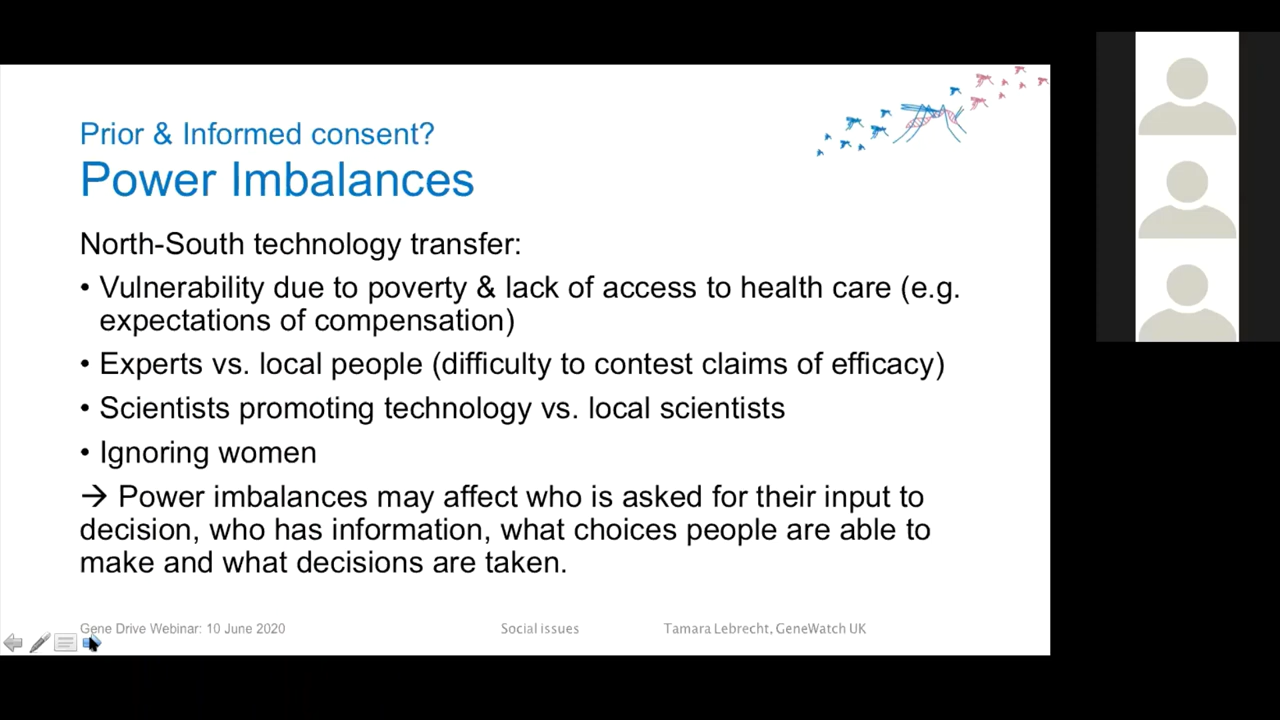 Prior & Informed consent?
Power Imbalances
North-South technology transfer:
• Vulnerability due to poverty & lack of access to health care (e.g.
expectations of compensation)
• Experts vs. local people (difficulty to contest claims of efficacy)
• Scientists promoting technology vs. local scientists
• Ignoring women
→ Power imbalances may affect who is asked for their input to
decision, who has information, what choices people are able to
make and what decisions are taken.
Gene Drive Webinar: 10 June 2020 Social issues Tamara Lebrecht, GeneWatch UK